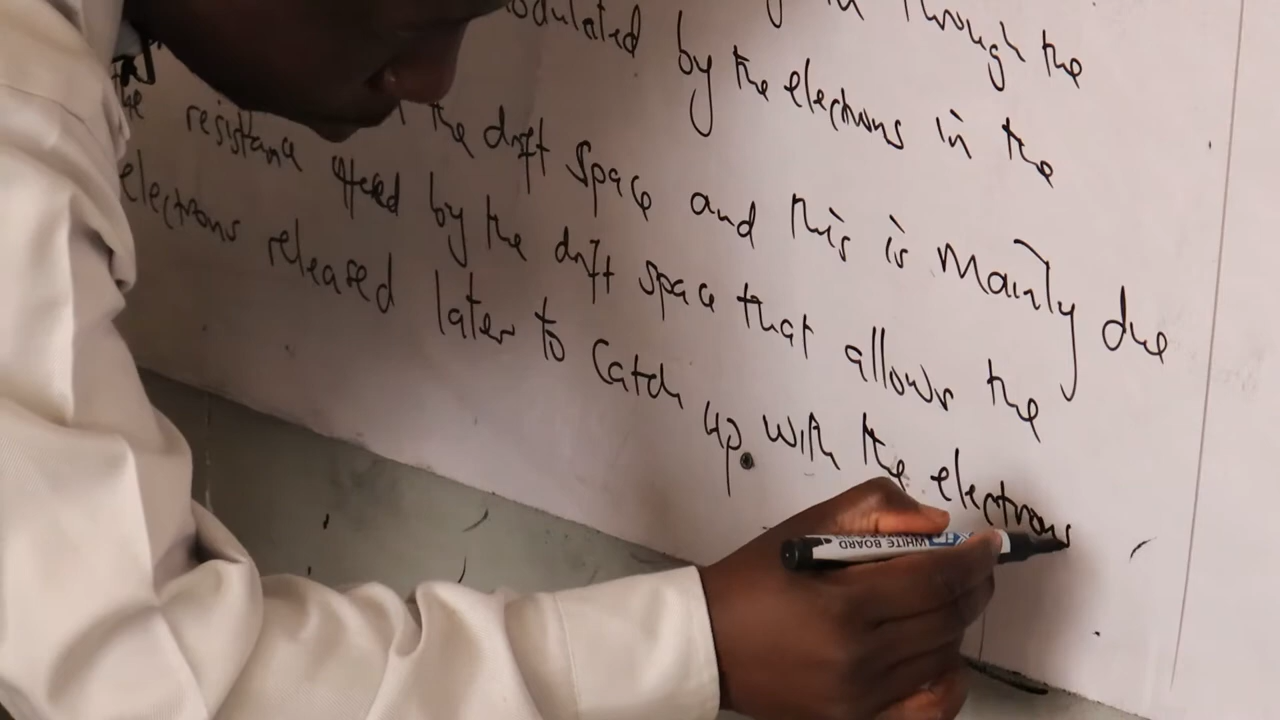 through the
by the electrons in the
the drift space and this is mainly due
the resistance offered by the drift space that allows the
electrons released later to catch up with the electrons
WHITE BOARD